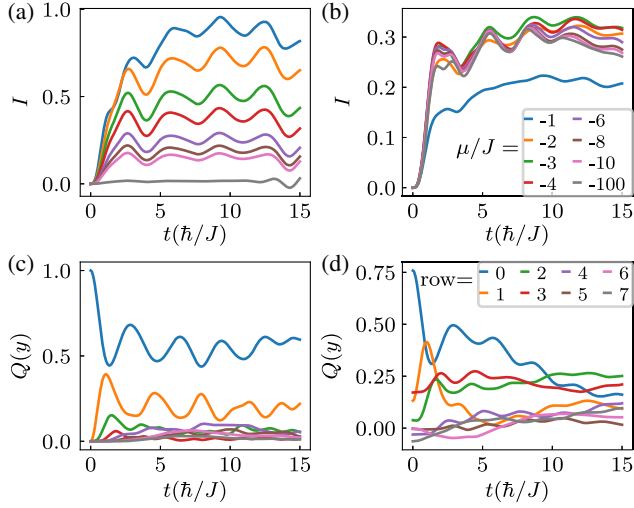 (a)
I
1.0
0.5
0.0
0 5 10 15
t(ħ/J)
(b)
I
0.3
0.2
0.1
0.0
μ/J =
-1 -6
-2 -8
-3 -10
-4 -100
0 5 10 15
t(ħ/J)
(c)
Q(y)
1.0
0.5
0.0
0 5 10 15
t(ħ/J)
(d)
Q(y)
0.75
0.50
0.25
0.00
row= 0 2 4 6
1 3 5 7
0 5 10 15
t(ħ/J)